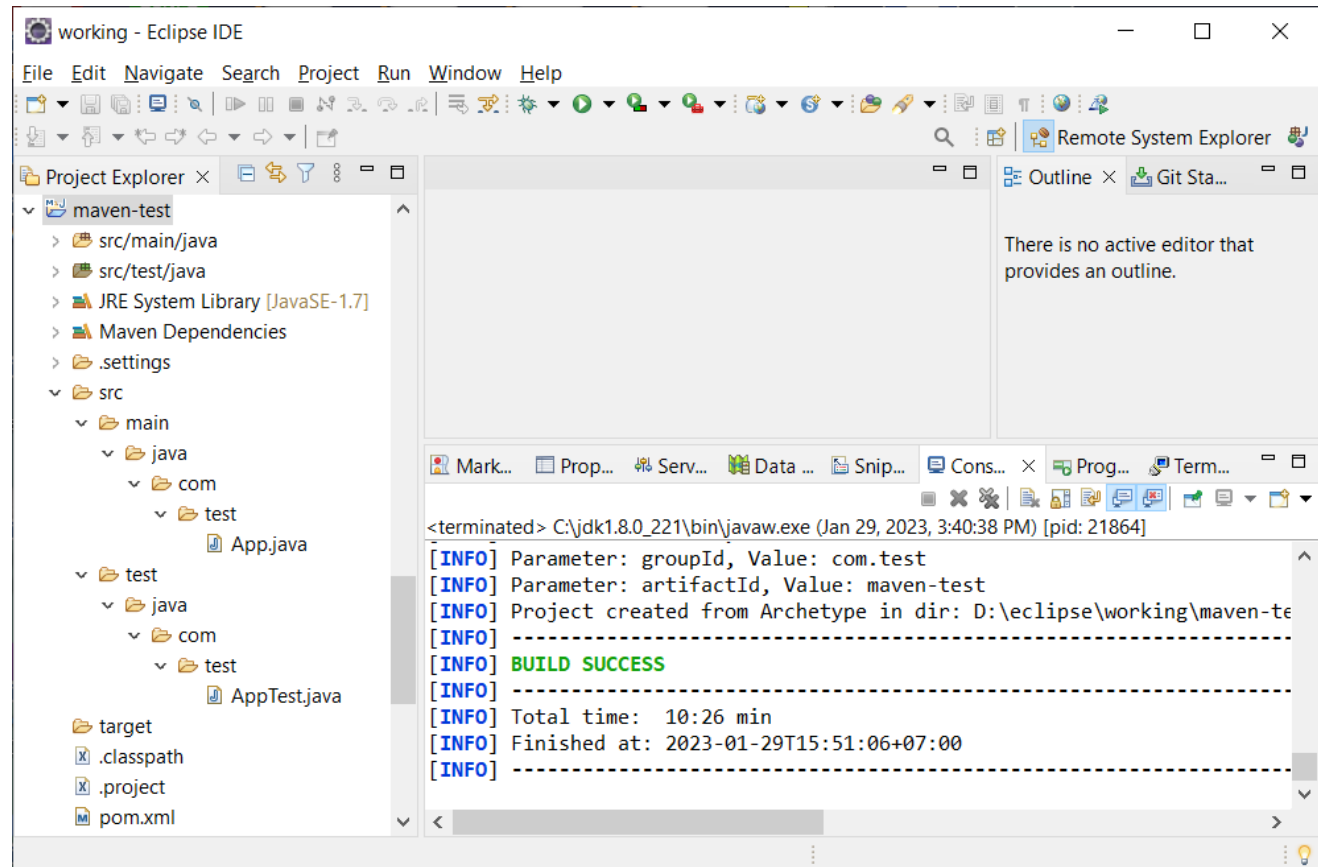 working - Eclipse IDE
File Edit Navigate Search Project Run Window Help
Remote System Explorer
Project Explorer
maven-test
src/main/java
src/test/java
JRE System Library [JavaSE-1.7]
Maven Dependencies
.settings
src
main
java
com
test
App.java
test
java
com
test
AppTest.java
target
.classpath
.project
pom.xml
Outline Git Sta...
There is no active editor that
provides an outline.
Mark... Prop... Serv... Data ... Snip... Cons... Prog... Term...
<terminated> C:\jdk1.8.0_221\bin\javaw.exe (Jan 29, 2023, 3:40:38 PM) [pid: 21864]
[INFO] Parameter: groupId, Value: com.test
[INFO] Parameter: artifactId, Value: maven-test
[INFO] Project created from Archetype in dir: D:\eclipse\working\maven-te
[INFO] ------------------------------------------------------------------
[INFO] BUILD SUCCESS
[INFO] ------------------------------------------------------------------
[INFO] Total time:  10:26 min
[INFO] Finished at: 2023-01-29T15:51:06+07:00
[INFO] ------------------------------------------------------------------